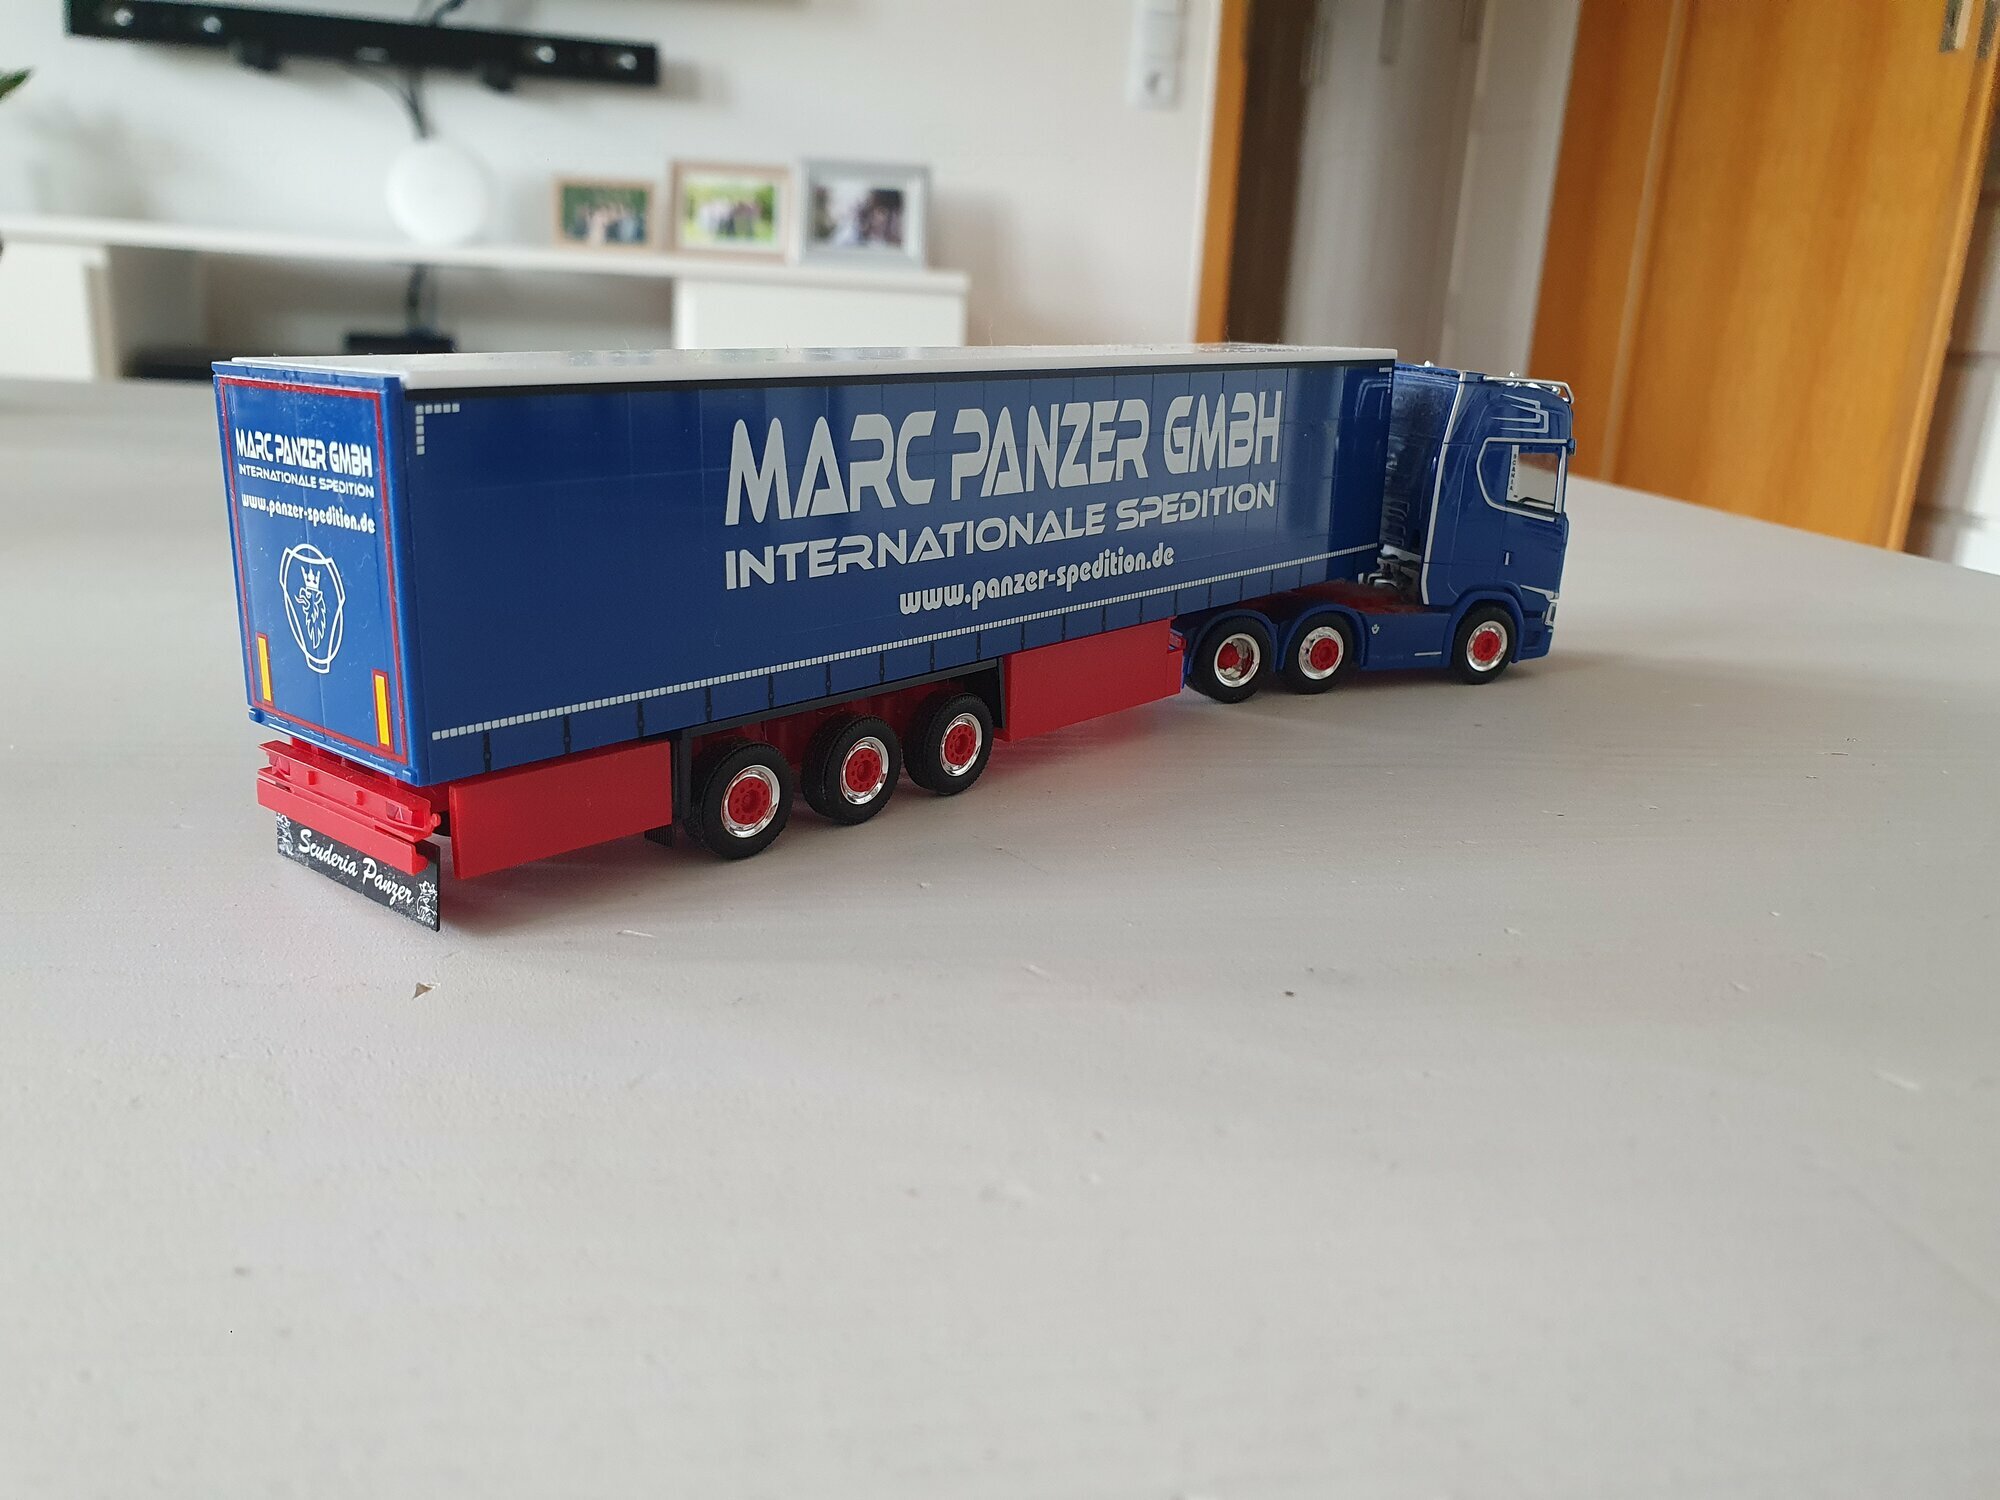 MARC PANZER GMBH
INTERNATIONALE SPEDITION
www.panzer-spedition.de
MARC PANZER GMBH
INTERNATIONALE SPEDITION
www.panzer-spedition.de
Scuderia Panzer
SCANIA